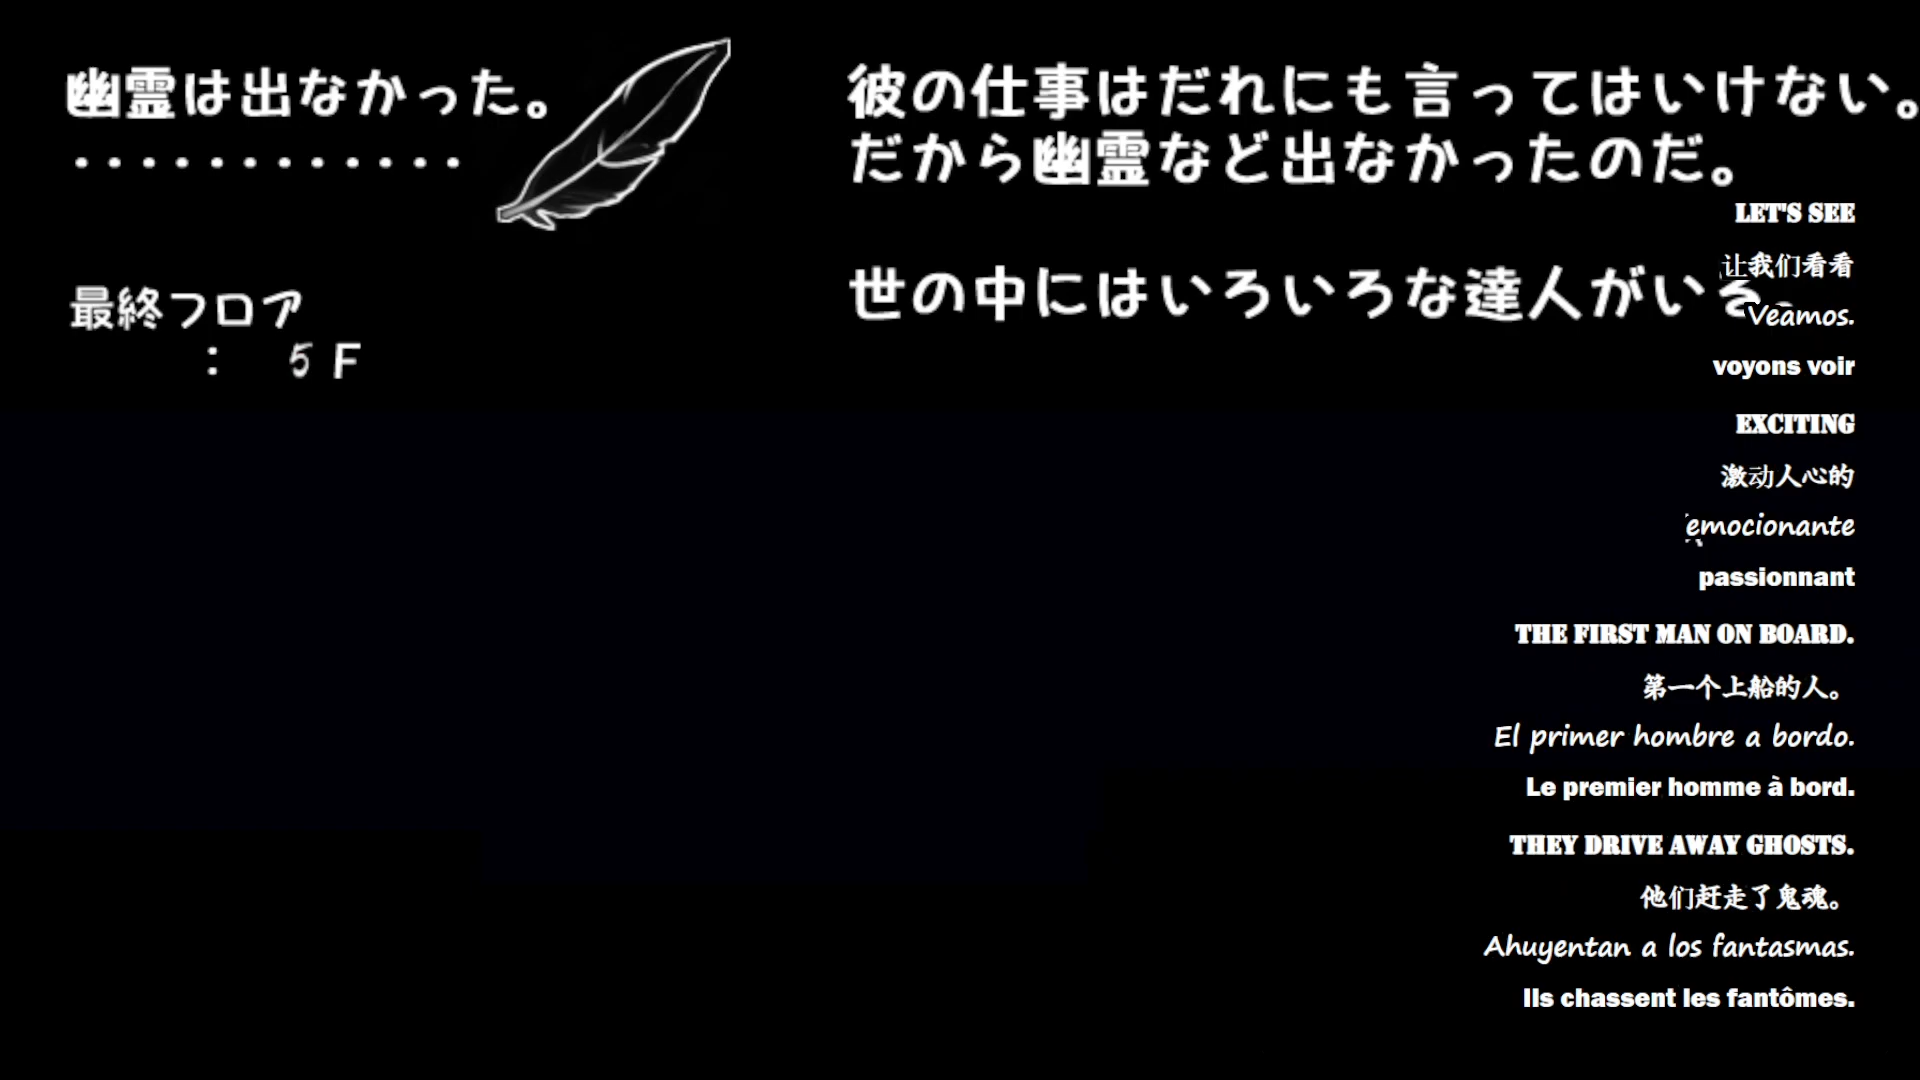 幽霊は出なかった。
・・・・・・・・・・・・
最終フロア
： 5 F
彼の仕事はだれにも言ってはいけない。
だから幽霊など出なかったのだ。
世の中にはいろいろな達人がいる。
LET'S SEE
让我们看看
Veamos.
voyons voir
EXCITING
激动人心的
emocionante
passionnant
THE FIRST MAN ON BOARD.
第一个上船的人。
El primer hombre a bordo.
Le premier homme à bord.
THEY DRIVE AWAY GHOSTS.
他们赶走了鬼魂。
Ahuyentan a los fantasmas.
Ils chassent les fantômes.